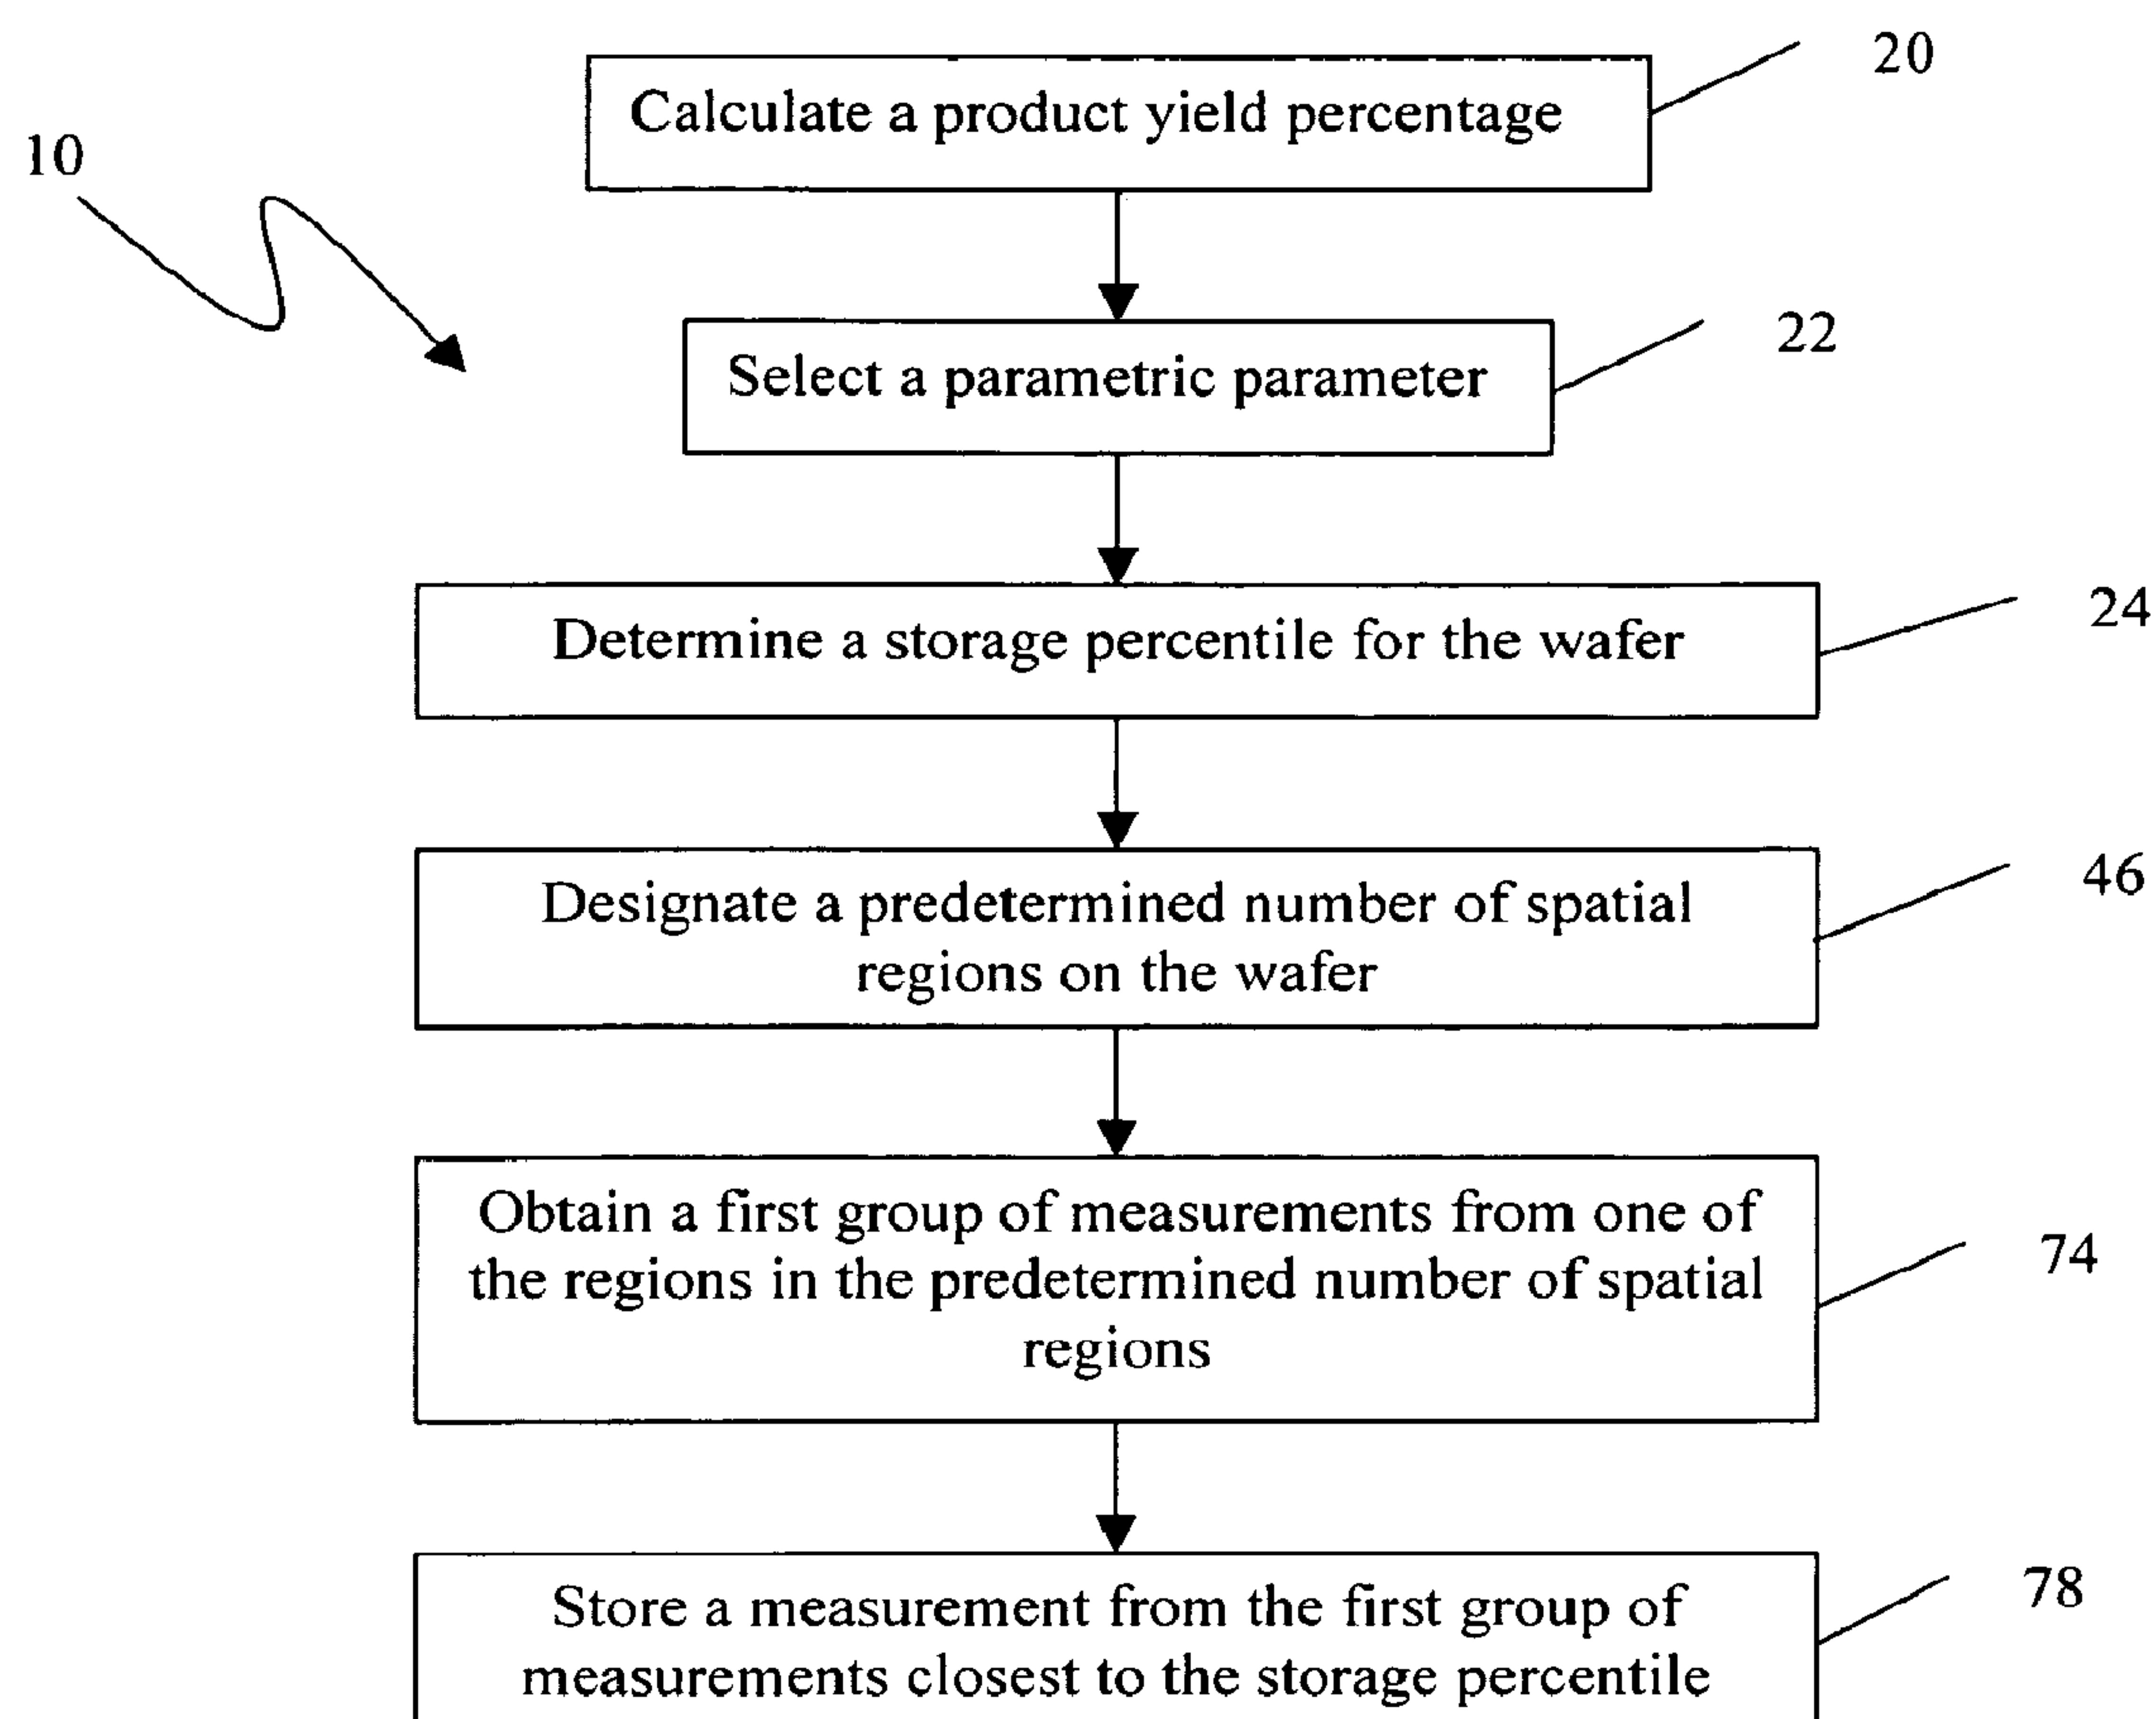 20
Calculate a product yield percentage
10
22
Select a parametric parameter
24
Determine a storage percentile for the wafer
46
Designate a predetermined number of spatial
regions on the wafer
Obtain a first group of measurements from one of
74
the regions in the predetermined number of spatial
regions
78
Store a measurement from the first group of
measurements closest to the storage percentile